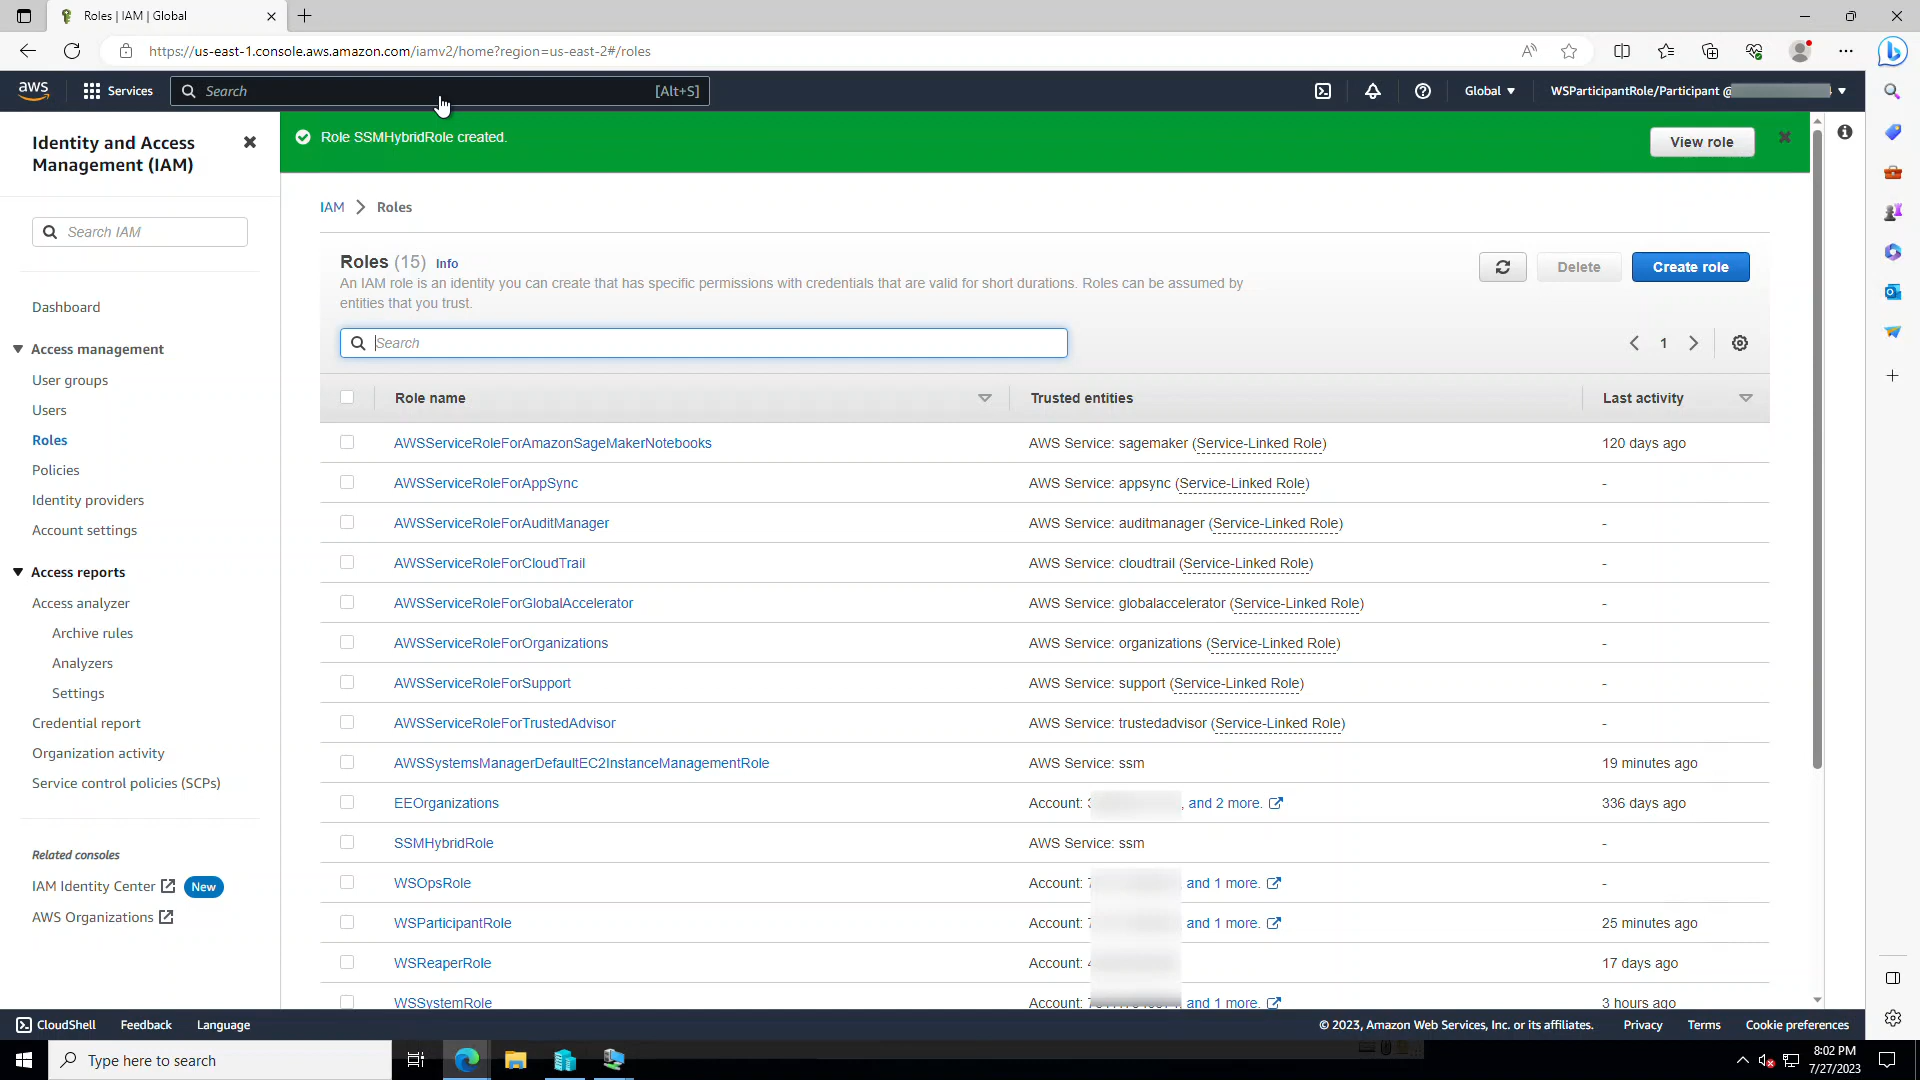 Roles | IAM | Global
https://us-east-1.console.aws.amazon.com/iamv2/home?region=us-east-2#/roles
aws
Services
Search
[Alt+S]
Global
WSParticipantRole/Participant @
Identity and Access
Management (IAM)
Search IAM
Dashboard
Access management
User groups
Users
Roles
Policies
Identity providers
Account settings
Access reports
Access analyzer
Archive rules
Analyzers
Settings
Credential report
Organization activity
Service control policies (SCPs)
Related consoles
IAM Identity Center New
AWS Organizations
Role SSMHybridRole created.
View role
IAM > Roles
Roles (15) Info
An IAM role is an identity you can create that has specific permissions with credentials that are valid for short durations. Roles can be assumed by
entities that you trust.
Delete
Create role
Search
1
Role name Trusted entities Last activity
AWSServiceRoleForAmazonSageMakerNotebooks AWS Service: sagemaker (Service-Linked Role) 120 days ago
AWSServiceRoleForAppSync AWS Service: appsync (Service-Linked Role) -
AWSServiceRoleForAuditManager AWS Service: auditmanager (Service-Linked Role) -
AWSServiceRoleForCloudTrail AWS Service: cloudtrail (Service-Linked Role) -
AWSServiceRoleForGlobalAccelerator AWS Service: globalaccelerator (Service-Linked Role) -
AWSServiceRoleForOrganizations AWS Service: organizations (Service-Linked Role) -
AWSServiceRoleForSupport AWS Service: support (Service-Linked Role) -
AWSServiceRoleForTrustedAdvisor AWS Service: trustedadvisor (Service-Linked Role) -
AWSSystemsManagerDefaultEC2InstanceManagementRole AWS Service: ssm 19 minutes ago
EEOrganizations Account: , and 2 more. 336 days ago
SSMHybridRole AWS Service: ssm -
WSOpsRole Account: and 1 more. -
WSParticipantRole Account: and 1 more. 25 minutes ago
WSReaperRole Account: 17 days ago
WSSystemRole Account: and 1 more. 3 hours ago
CloudShell Feedback Language
© 2023, Amazon Web Services, Inc. or its affiliates. Privacy Terms Cookie preferences
Type here to search
8:02 PM
7/27/2023